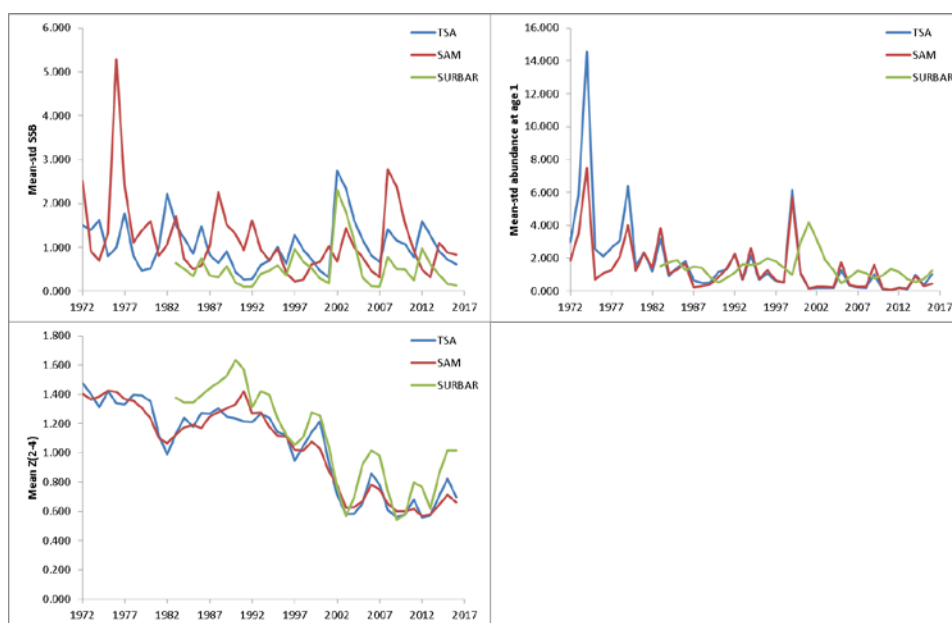 6.000
5.000
4.000
3.000
2.000
1.000
0.000
Mean-std SSB
TSA
SAM
SURBAR
1972 1977 1982 1987 1992 1997 2002 2007 2012 2017
16.000
14.000
12.000
10.000
8.000
6.000
4.000
2.000
0.000
Mean-std abundance at age 1
TSA
SAM
SURBAR
1972 1977 1982 1987 1992 1997 2002 2007 2012 2017
1.800
1.600
1.400
1.200
1.000
0.800
0.600
0.400
0.200
0.000
Mean Z(2-4)
TSA
SAM
SURBAR
1972 1977 1982 1987 1992 1997 2002 2007 2012 2017